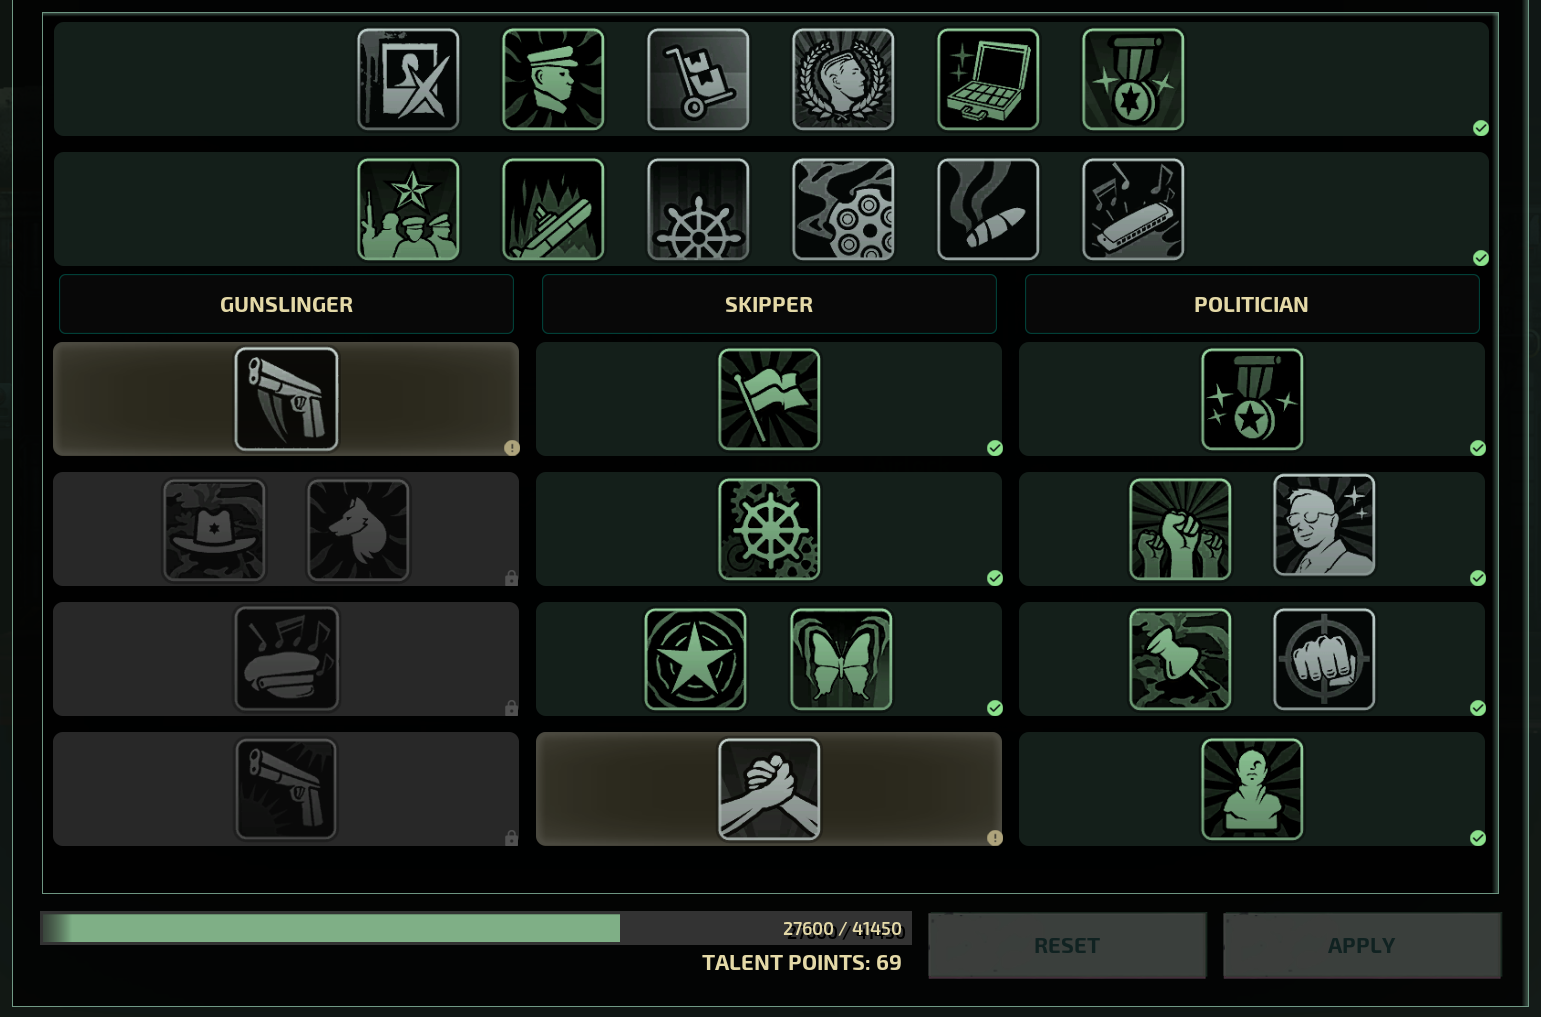 GUNSLINGER
SKIPPER
POLITICIAN
27600 / 41450
TALENT POINTS: 69
RESET
APPLY